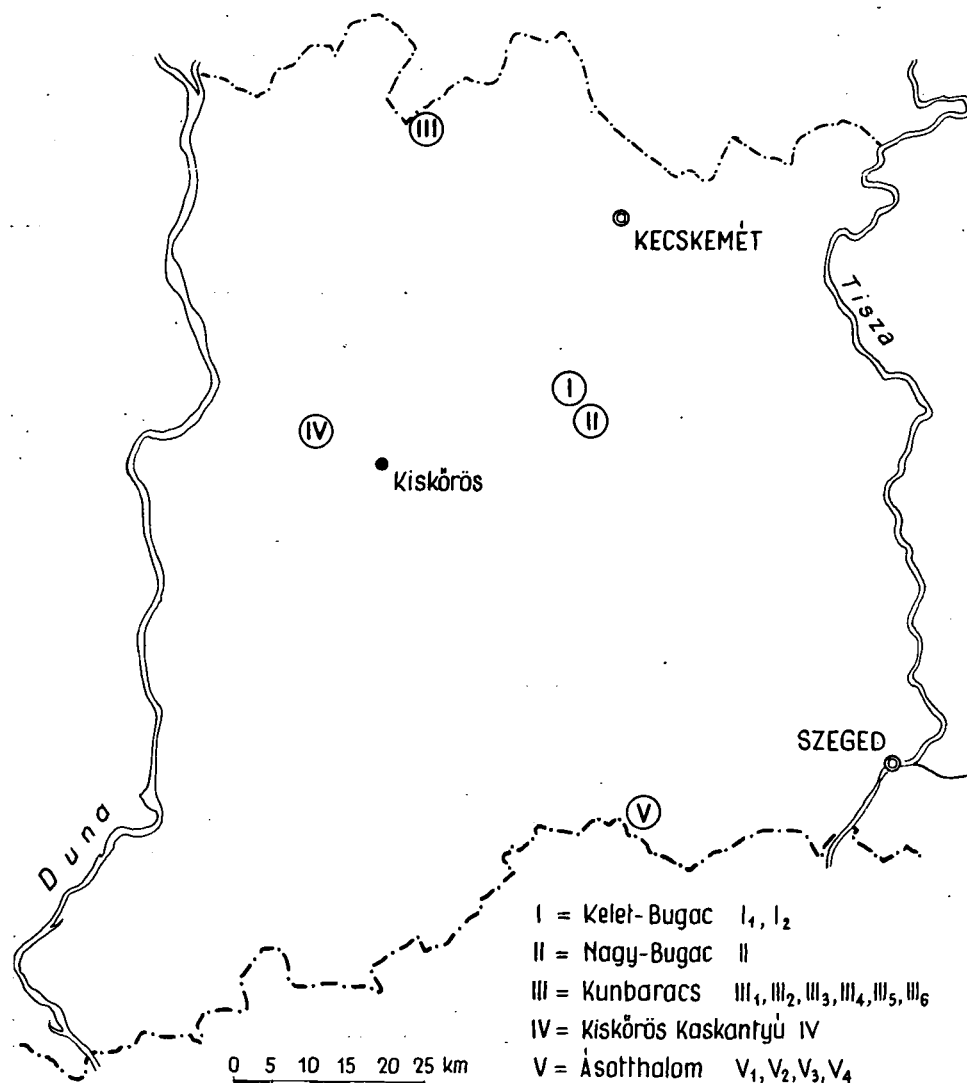 III
KECSKEMÉT
Tisza
I
II
IV
Kiskőrös
SZEGED
V
Duna
I = Kelet-Bugac I₁, I₂
II = Nagy-Bugac II
III = Kunbaracs III₁, III₂, III₃, III₄, III₅, III₆
IV = Kiskőrös Kaskantyú IV
V = Ásotthalom V₁, V₂, V₃, V₄
0 5 10 15 20 25 km